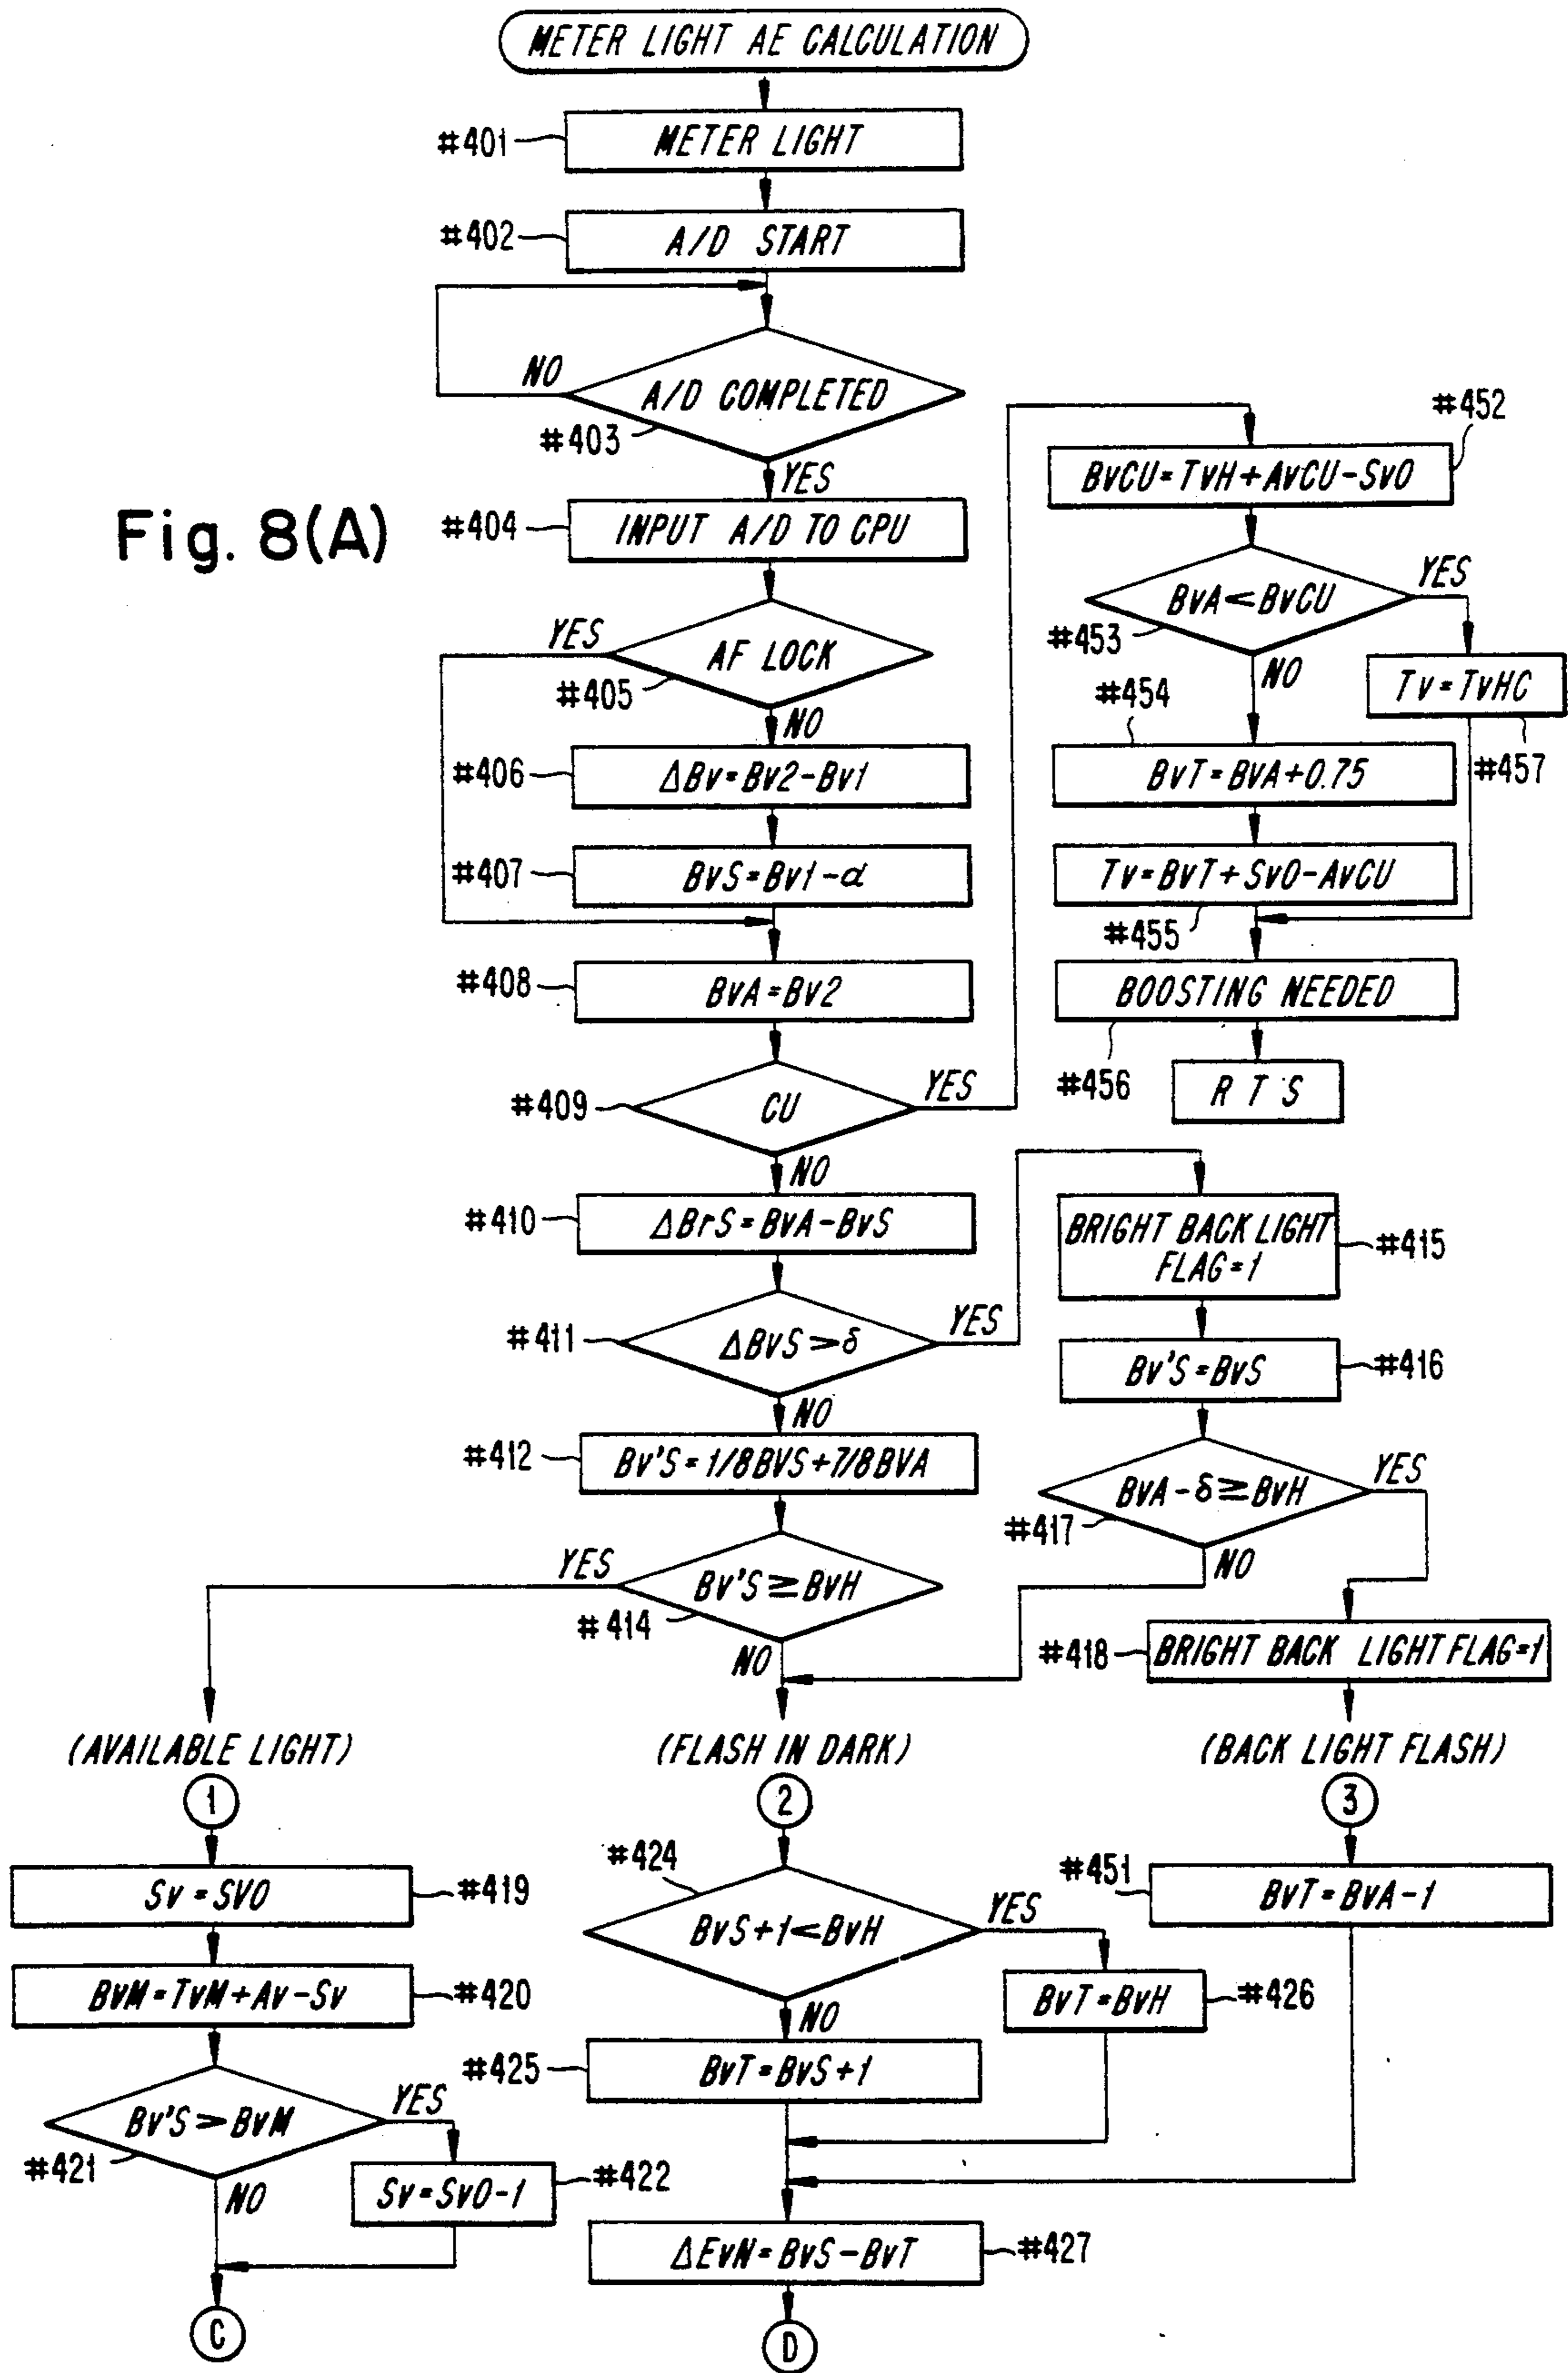 METER LIGHT AE CALCULATION
#401
METER LIGHT
#402
A/D START
NO
A/D COMPLETED
#403
YES
Fig. 8(A)
#404
INPUT A/D TO CPU
YES
AF LOCK
#405
NO
#406
ΔBv=Bv2-Bv1
#407
BvS=Bv1-α
#408
BvA=Bv2
#409
CU
YES
NO
#452
BvCU=TvH+AvCU-SvO
BvA<BvCU
YES
#453
NO
Tv=TvHC
#457
#454
BvT=BvA+0.75
Tv=BvT+SvO-AvCU
#455
BOOSTING NEEDED
#456
R T S
#410
ΔBrS=BvA-BvS
#411
ΔBvS>δ
YES
NO
BRIGHT BACK LIGHT
FLAG=1
#415
Bv'S=BvS
#416
#412
Bv'S=1/8BVS+7/8BVA
BvA-δ≥BvH
YES
#417
NO
YES
Bv'S≥BvH
#414
NO
#418
BRIGHT BACK LIGHT FLAG=1
(AVAILABLE LIGHT)
(FLASH IN DARK)
(BACK LIGHT FLASH)
1
2
3
Sv=SVO
#419
BvM=TvM+Av-Sv
#420
Bv'S>BvM
YES
#421
NO
Sv=SvO-1
#422
C
#424
BvS+1<BvH
YES
NO
BvT=BvH
#426
#425
BvT=BvS+1
#451
BvT=BvA-1
ΔEvN=BvS-BvT
#427
D